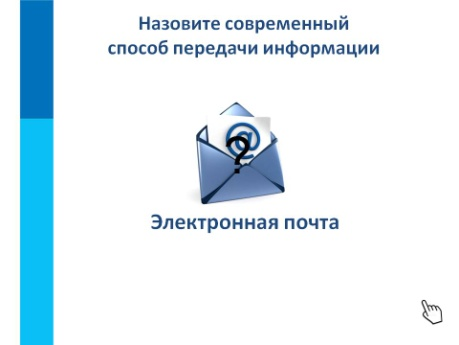 Назовите современный
способ передачи информации
@
?
Электронная почта